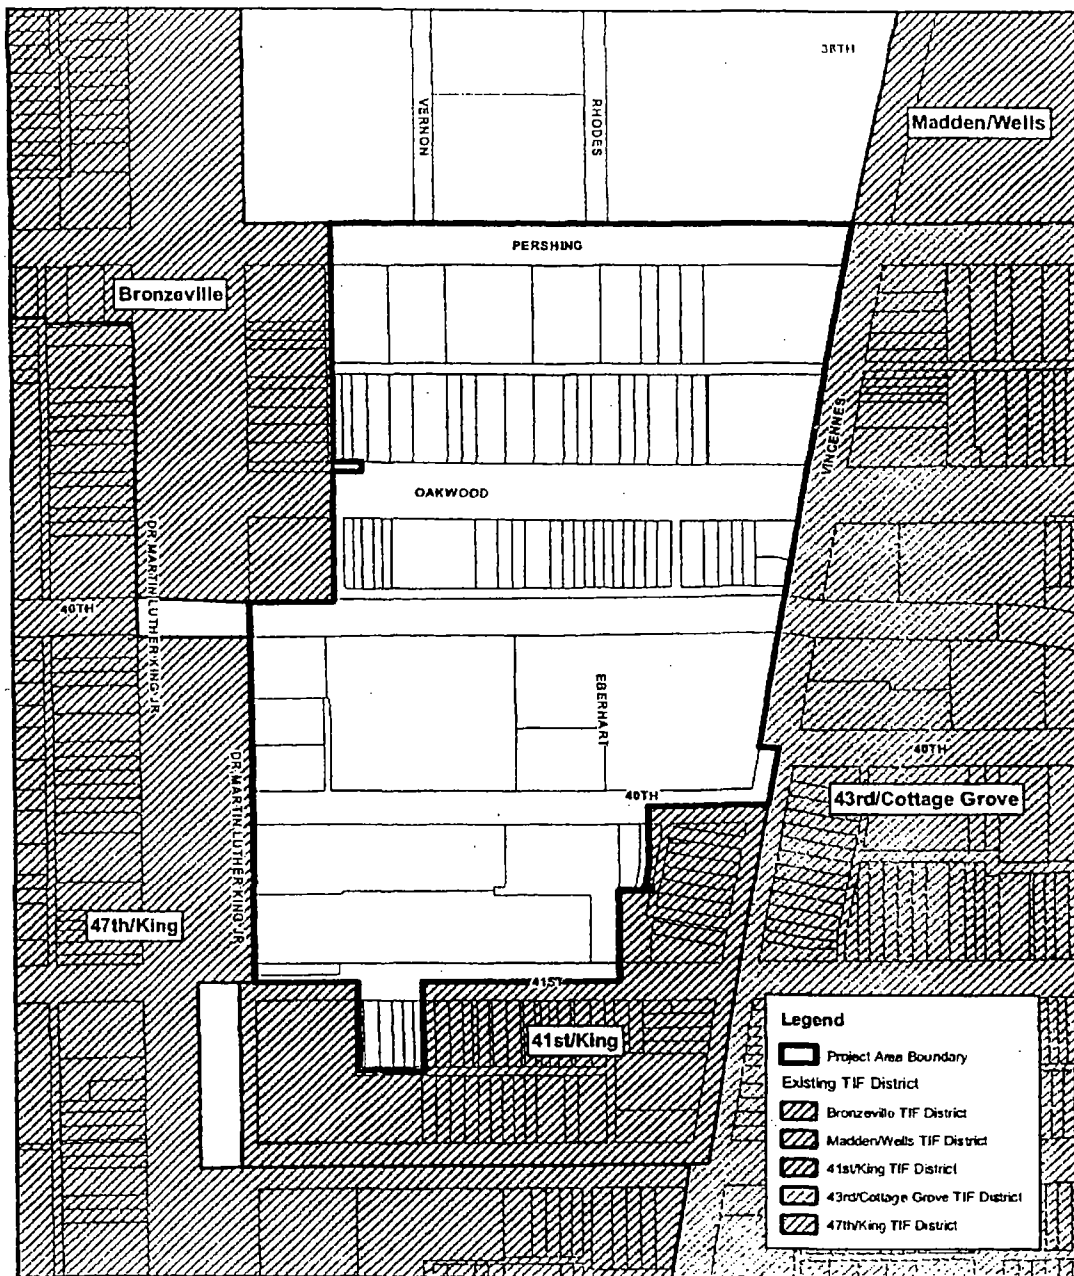 38TH
VERNON
RHODES
Madden/Wells
PERSHING
Bronzeville
VINCENNES
OAKWOOD
DR MARTIN LUTHER KING JR
40TH
EBERHART
40TH
40TH
43rd/Cottage Grove
DR MARTIN LUTHER KING JR
47th/King
41ST
41st/King
Legend
Project Area Boundary
Existing TIF District
Bronzeville TIF District
Madden/Wells TIF District
41st/King TIF District
43rd/Cottage Grove TIF District
47th/King TIF District